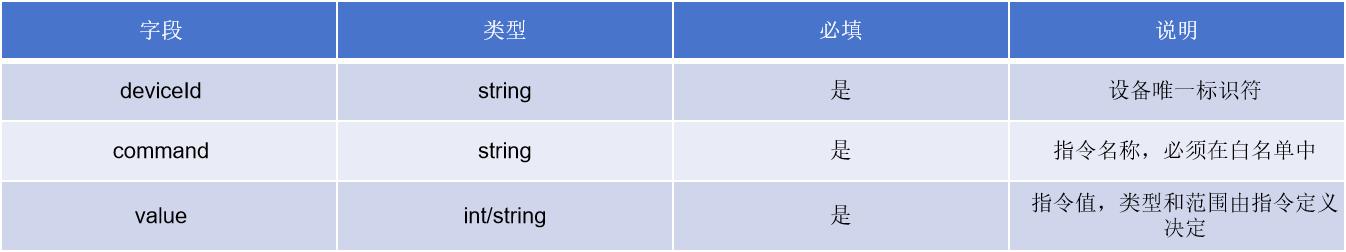 字段 类型 必填 说明
deviceId string 是 设备唯一标识符
command string 是 指令名称，必须在白名单中
value int/string 是 指令值，类型和范围由指令定义
决定